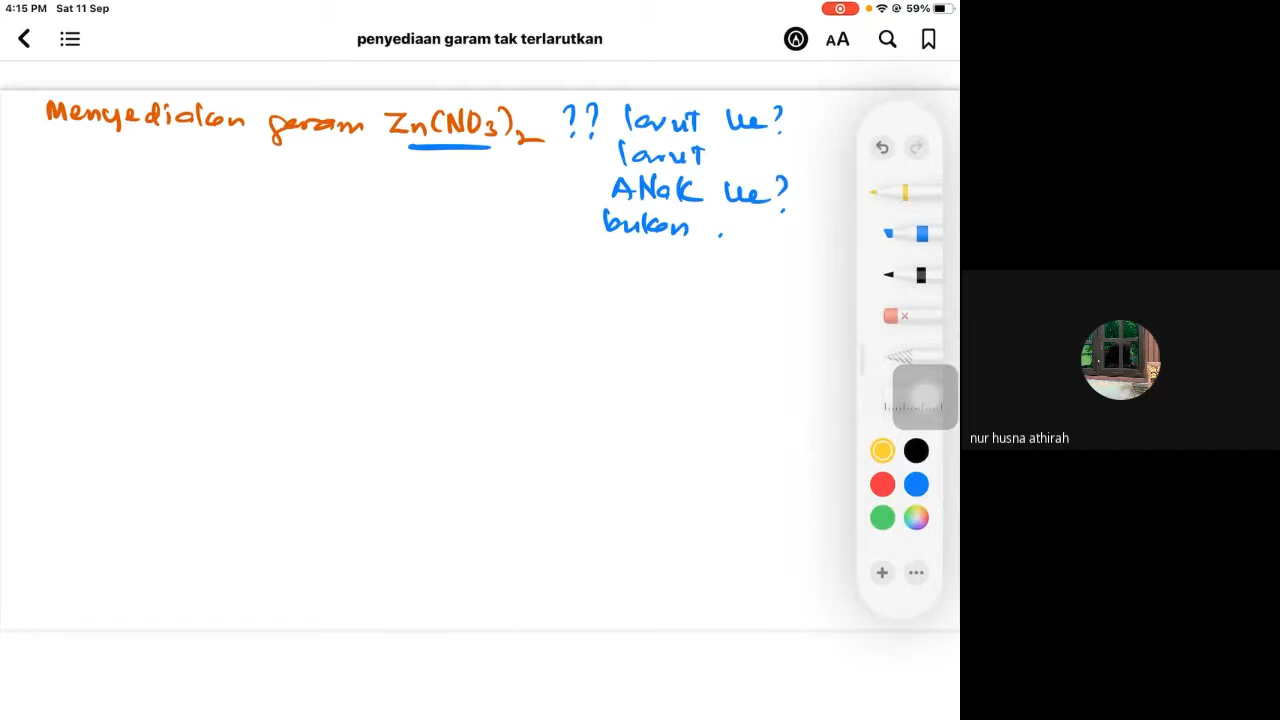 4:15 PM Sat 11 Sep 59%
penyediaan garam tak terlarutkan
AA
Menyediakan garam Zn(NO3)2 ?? larut ke?
larut
ANaK ke?
bukan .
nur husna athirah